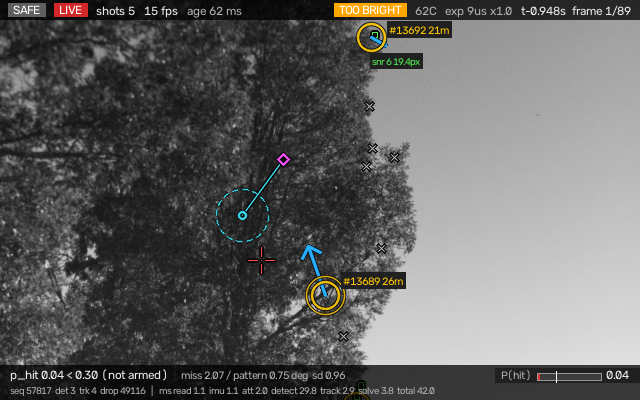 SAFE LIVE shots 5 15 fps age 62 ms TOO BRIGHT 62C exp 9us x1.0 t-0.948s frame 1/89
#13692 21m
snr 6 19.4px
#13689 26m
p_hit 0.04 < 0.30 (not armed) miss 2.07 / pattern 0.75 deg sd 0.96 P(hit) 0.04
seq 57817 det 3 trk 4 drop 49116 | ms read 1.1 imu 1.1 att 2.0 detect 29.8 track 2.9 solve 3.8 total 42.0